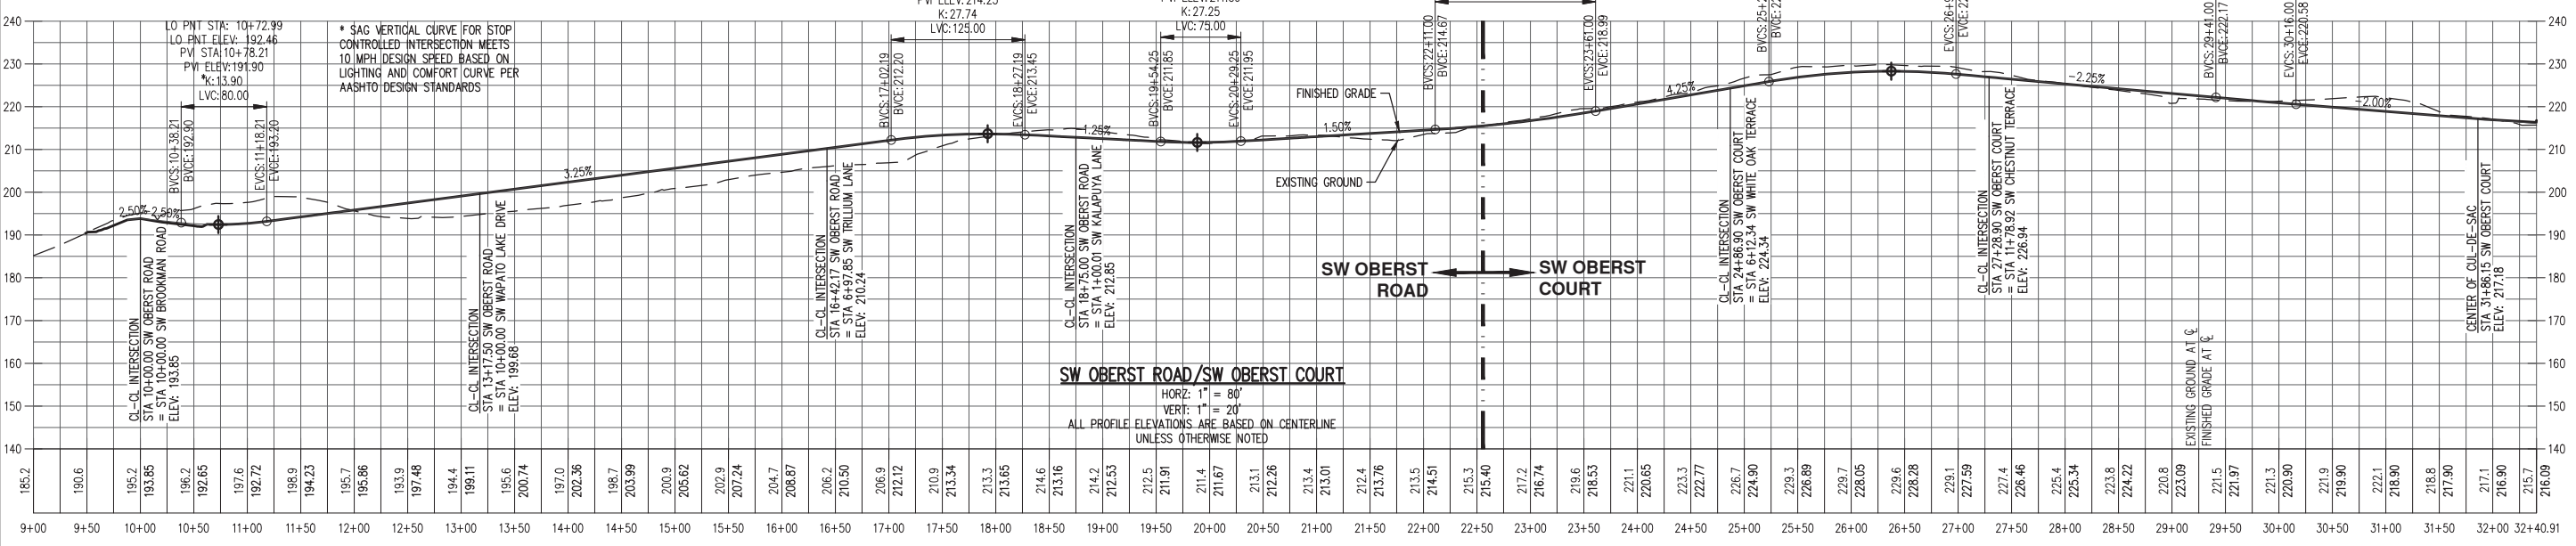 PVI ELEV: 214.25
K: 27.74
LVC: 125.00
K: 27.25
LVC: 75.00
240
230
220
210
200
190
180
170
160
150
140
LO PNT STA: 10+72.99
LO PNT ELEV: 192.46
PVI STA: 10+78.21
PVI ELEV: 191.90
*K: 13.90
LVC: 80.00
* SAG VERTICAL CURVE FOR STOP
CONTROLLED INTERSECTION MEETS
10 MPH DESIGN SPEED BASED ON
LIGHTING AND COMFORT CURVE PER
AASHTO DESIGN STANDARDS
BVCS: 10+38.21
BVCE: 192.90
EVCS: 11+18.21
EVCE: 193.20
BVCS: 17+02.19
BVCE: 212.20
EVCS: 18+27.19
EVCE: 213.45
BVCS: 19+54.25
BVCE: 211.85
EVCS: 20+29.25
EVCE: 211.95
BVCS: 22+11.00
BVCE: 214.67
EVCS: 23+61.00
EVCE: 218.99
BVCS: 25+2
BVCE: 22
EVCS: 26+9
EVCE: 22
BVCS: 29+41.00
BVCE: 222.17
EVCS: 30+16.00
EVCE: 220.58
2.50%
-2.50%
3.25%
-1.25%
1.50%
4.25%
-2.25%
-2.00%
FINISHED GRADE
EXISTING GROUND
CL-CL INTERSECTION
STA 10+00.00 SW OBERST ROAD
= STA 10+00.00 SW BROOKMAN ROAD
ELEV: 193.85
CL-CL INTERSECTION
STA 13+17.50 SW OBERST ROAD
= STA 10+00.00 SW WAPATO LAKE DRIVE
ELEV: 199.68
CL-CL INTERSECTION
STA 16+42.17 SW OBERST ROAD
= STA 6+97.85 SW TRILLIUM LANE
ELEV: 210.24
CL-CL INTERSECTION
STA 18+75.00 SW OBERST ROAD
= STA 1+00.01 SW KALAPUYA LANE
ELEV: 212.85
SW OBERST
ROAD
SW OBERST
COURT
CL-CL INTERSECTION
STA 24+86.90 SW OBERST COURT
= STA 6+12.34 SW WHITE OAK TERRACE
ELEV: 224.34
CL-CL INTERSECTION
STA 27+28.90 SW OBERST COURT
= STA 11+78.92 SW CHESTNUT TERRACE
ELEV: 226.94
CENTER OF CUL-DE-SAC
STA 31+86.15 SW OBERST COURT
ELEV: 217.18
EXISTING GROUND AT ℄
FINISHED GRADE AT ℄
SW OBERST ROAD/SW OBERST COURT
HORZ: 1" = 80'
VERT: 1" = 20'
ALL PROFILE ELEVATIONS ARE BASED ON CENTERLINE
UNLESS OTHERWISE NOTED
240
230
220
210
200
190
180
170
160
150
140
185.2
190.6
195.2 193.85
196.2 192.65
197.6 192.72
198.9 194.23
195.7 195.86
193.9 197.48
194.4 199.11
195.6 200.74
197.0 202.36
198.7 203.99
200.9 205.62
202.9 207.24
204.7 208.87
206.2 210.50
206.9 212.12
210.9 213.34
213.3 213.65
214.6 213.16
214.2 212.53
212.5 211.91
211.4 211.67
213.1 212.26
213.4 213.01
212.4 213.76
213.5 214.51
215.3 215.40
217.2 216.74
219.6 218.53
221.1 220.65
223.3 222.77
226.7 224.90
229.3 226.89
229.7 228.05
229.6 228.28
229.1 227.59
227.4 226.46
225.4 225.34
223.8 224.22
220.8 223.09
221.5 221.97
221.3 220.90
221.9 219.90
222.1 218.90
218.8 217.90
217.1 216.90
215.7 216.09
9+00 9+50 10+00 10+50 11+00 11+50 12+00 12+50 13+00 13+50 14+00 14+50 15+00 15+50 16+00 16+50 17+00 17+50 18+00 18+50 19+00 19+50 20+00 20+50 21+00 21+50 22+00 22+50 23+00 23+50 24+00 24+50 25+00 25+50 26+00 26+50 27+00 27+50 28+00 28+50 29+00 29+50 30+00 30+50 31+00 31+50 32+00 32+40.91